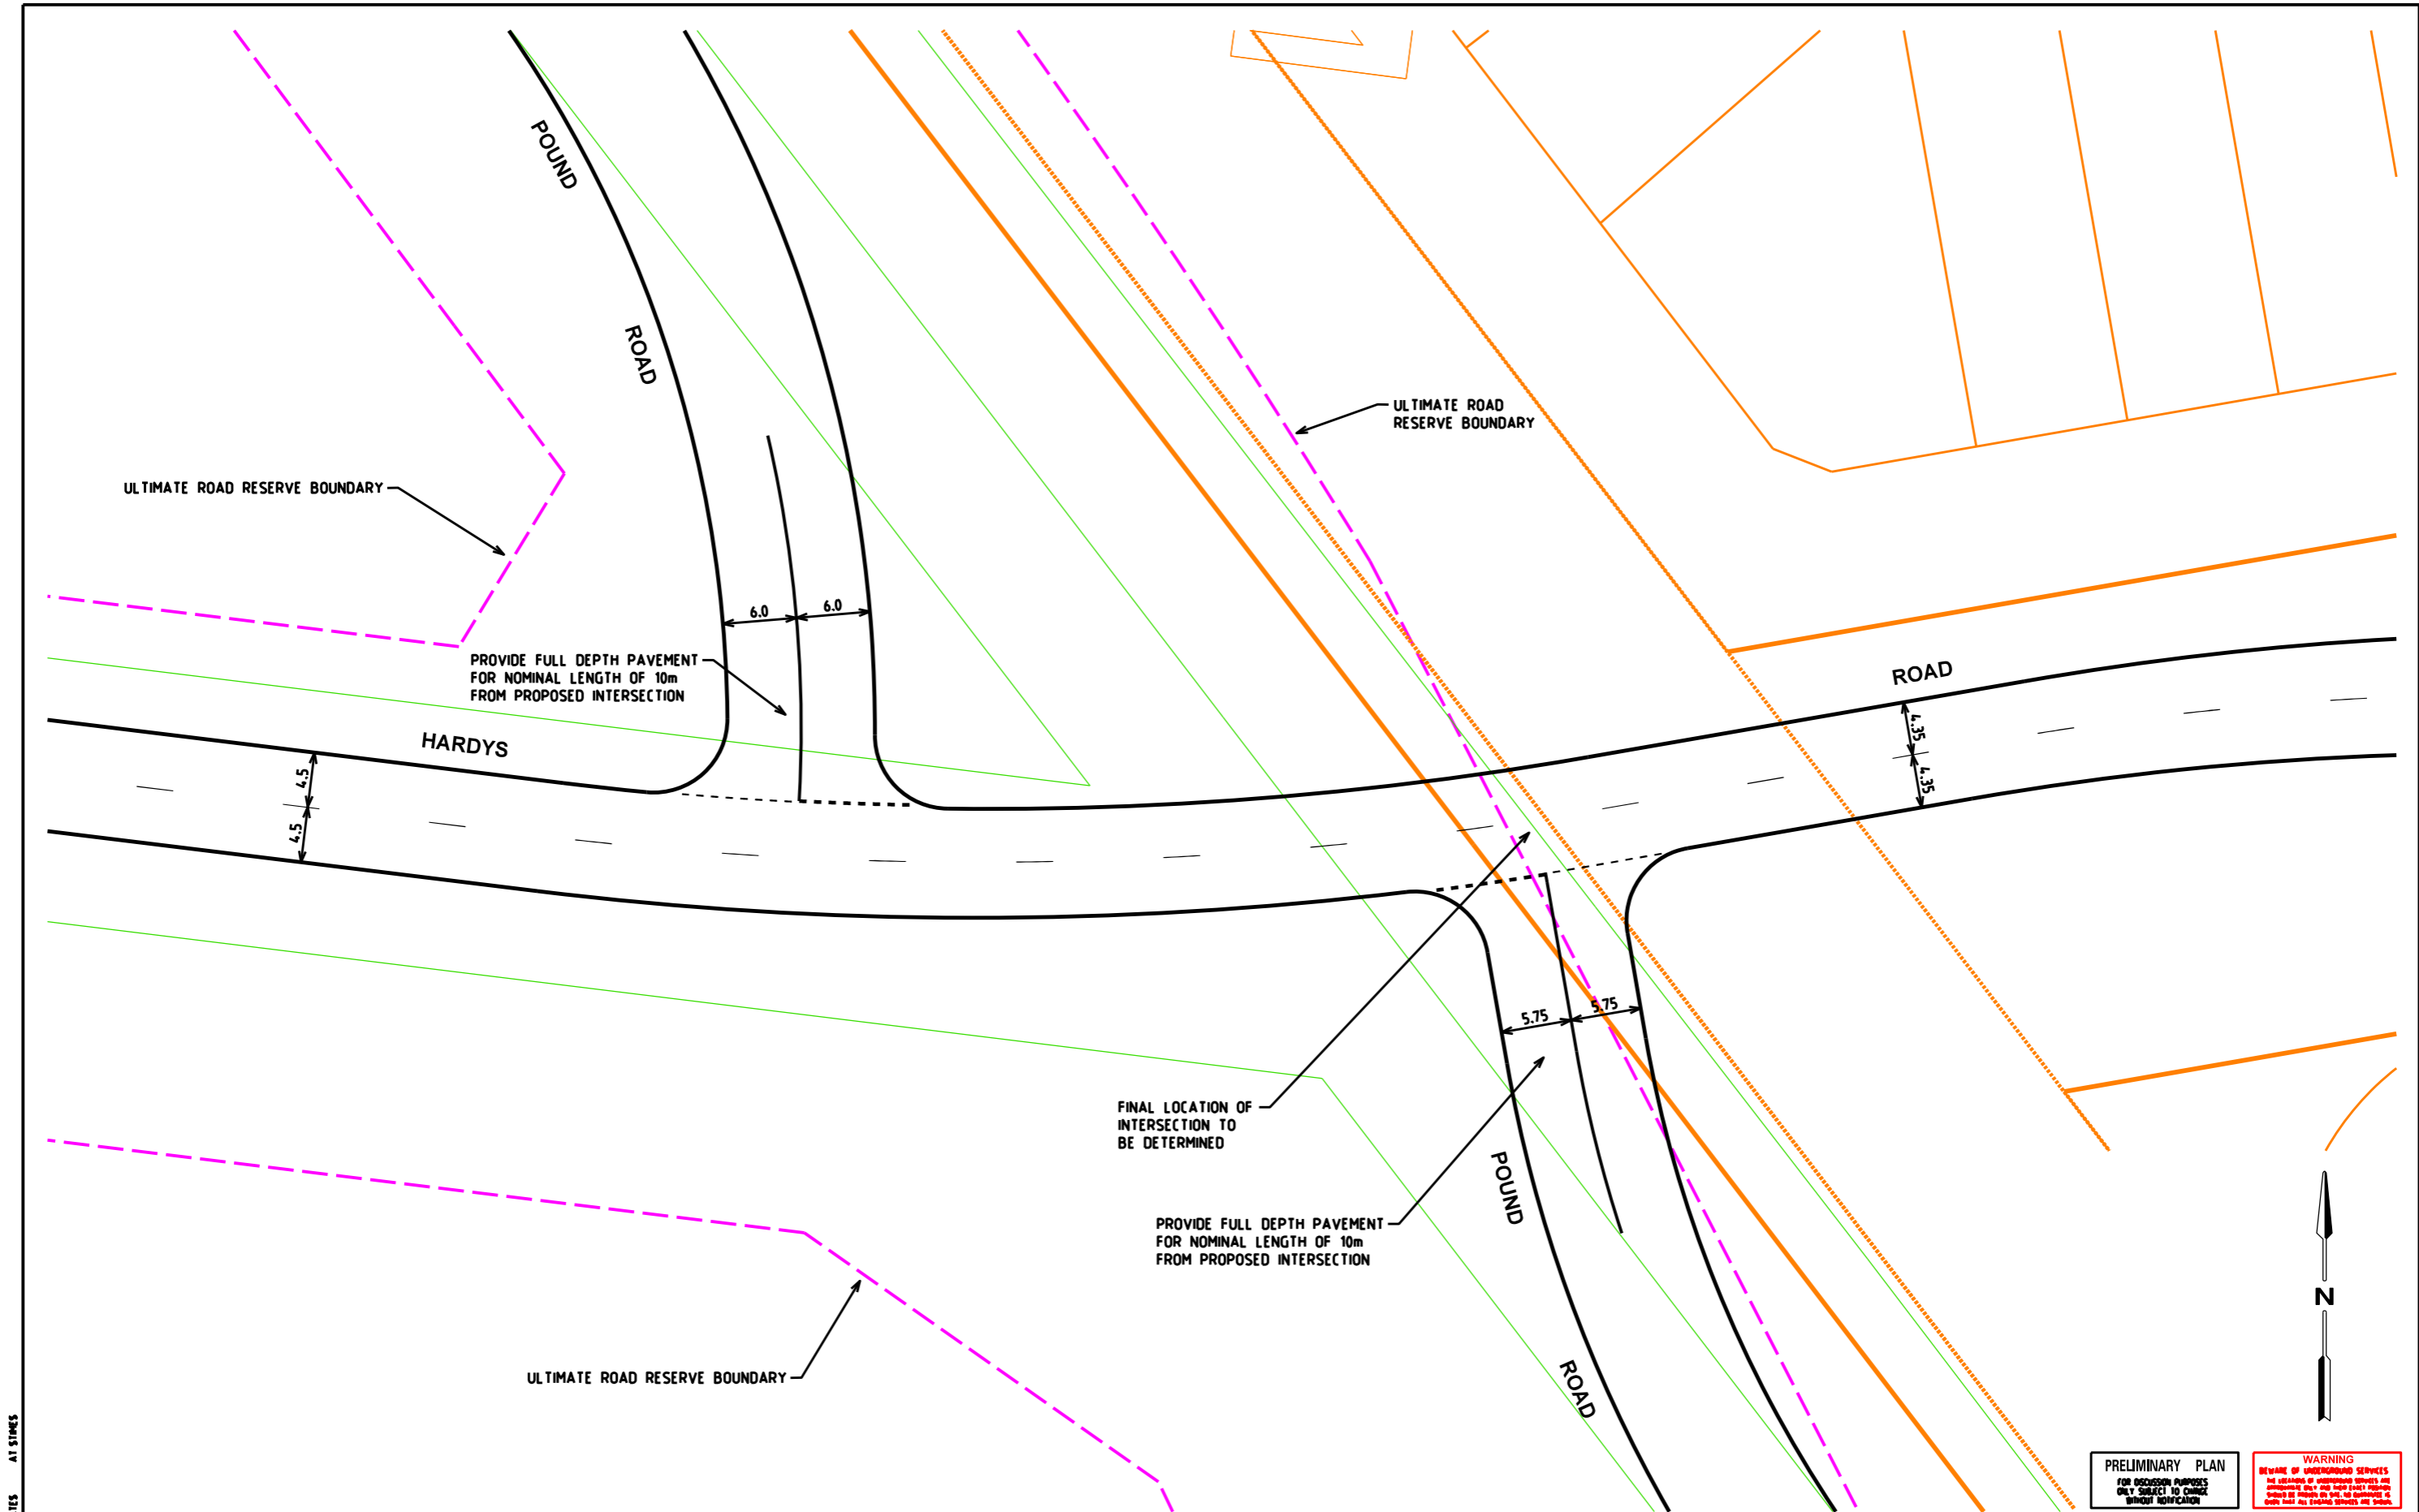 POUND
ROAD
ULTIMATE ROAD
RESERVE BOUNDARY
ULTIMATE ROAD RESERVE BOUNDARY
6.0
6.0
PROVIDE FULL DEPTH PAVEMENT
FOR NOMINAL LENGTH OF 10m
FROM PROPOSED INTERSECTION
ROAD
HARDYS
4.35
4.35
4.5
4.5
5.75
5.75
FINAL LOCATION OF
INTERSECTION TO
BE DETERMINED
POUND
PROVIDE FULL DEPTH PAVEMENT
FOR NOMINAL LENGTH OF 10m
FROM PROPOSED INTERSECTION
N
ULTIMATE ROAD RESERVE BOUNDARY
ROAD
PRELIMINARY PLAN
FOR DISCUSSION PURPOSES
ONLY SUBJECT TO CHANGE
WITHOUT NOTIFICATION
WARNING
BEWARE OF UNDERGROUND SERVICES